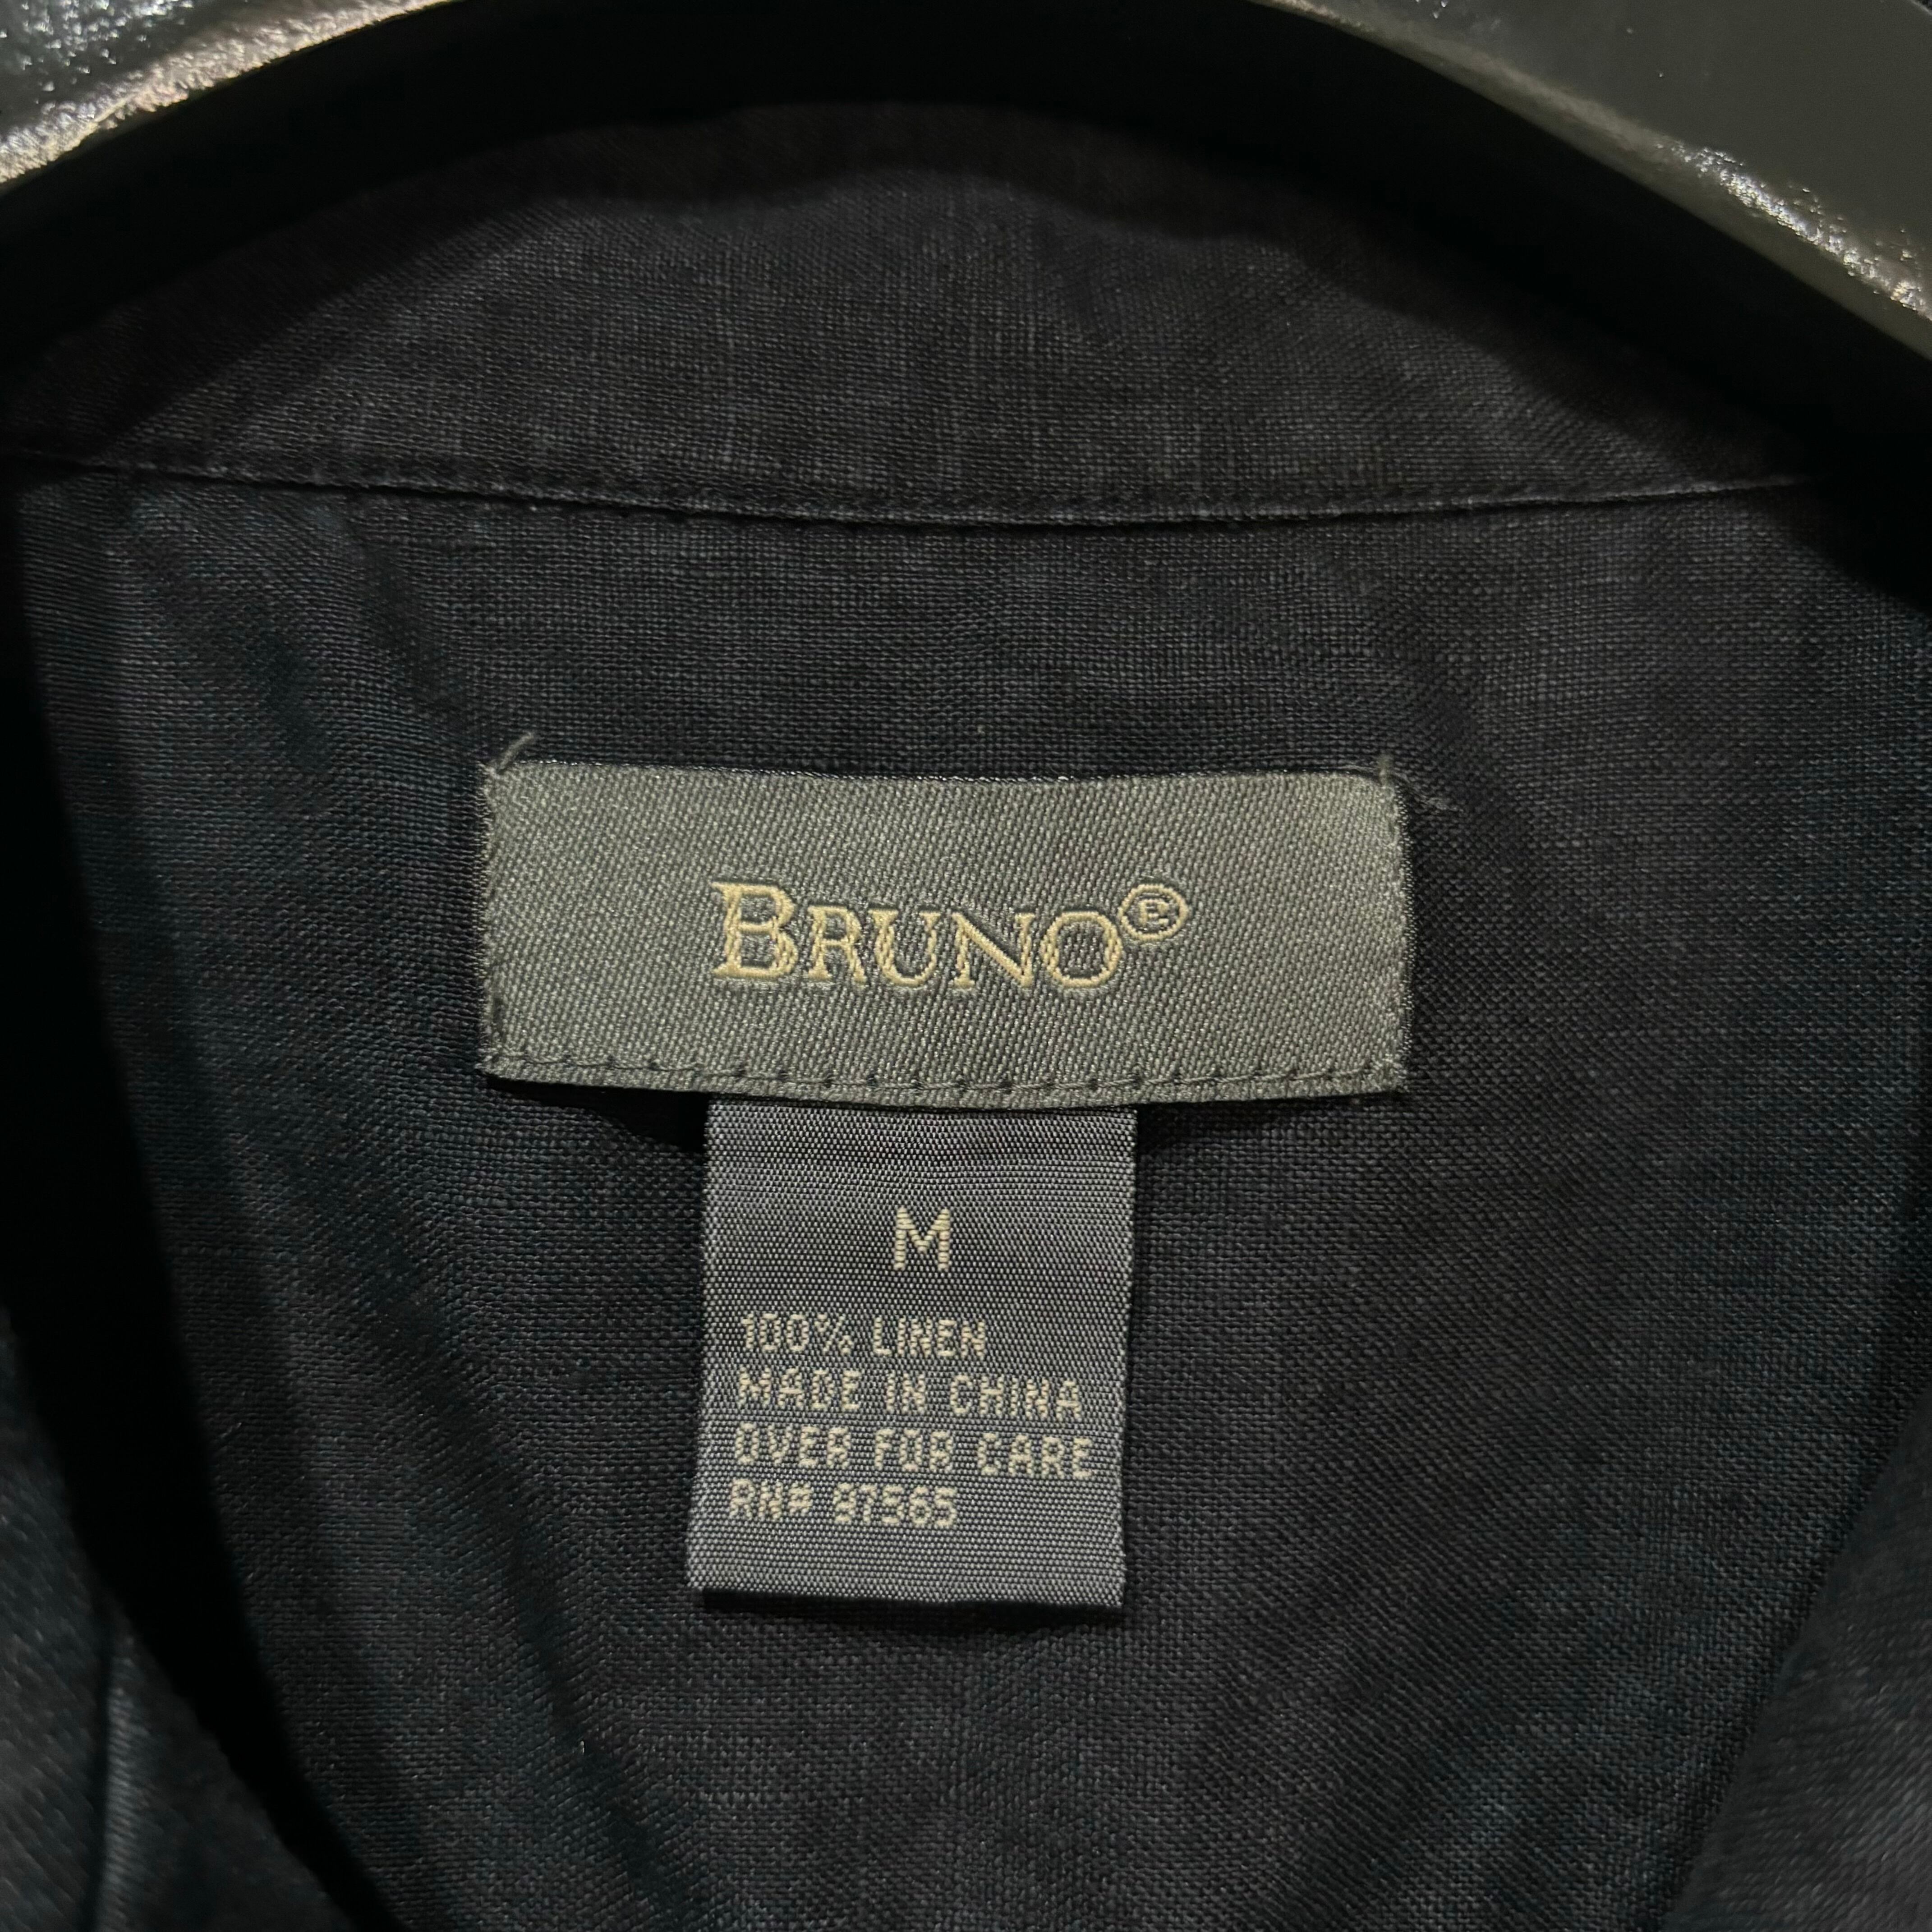 BRUNO®
M
100% LINEN
MADE IN CHINA
OVER FOR CARE
RN# 97565